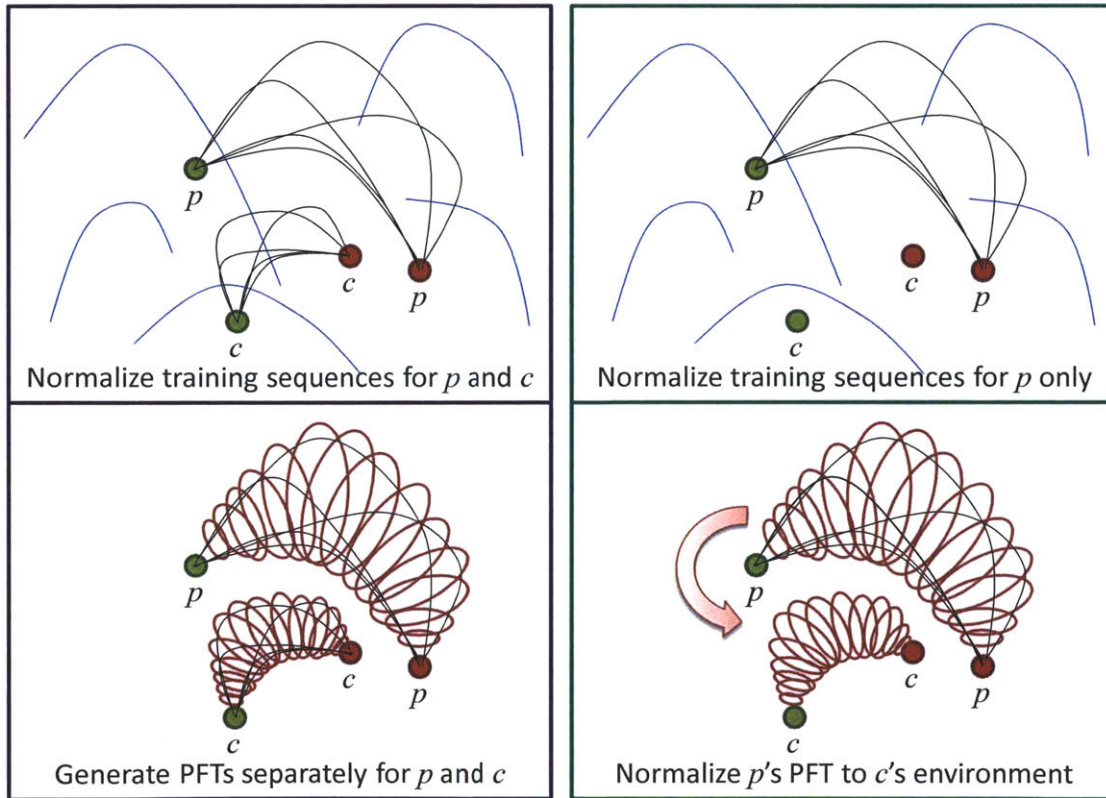 p
c
p
c
Normalize training sequences for p and c
p
c
p
c
Normalize training sequences for p only
p
c
p
c
Generate PFTs separately for p and c
p
c
p
c
Normalize p's PFT to c's environment